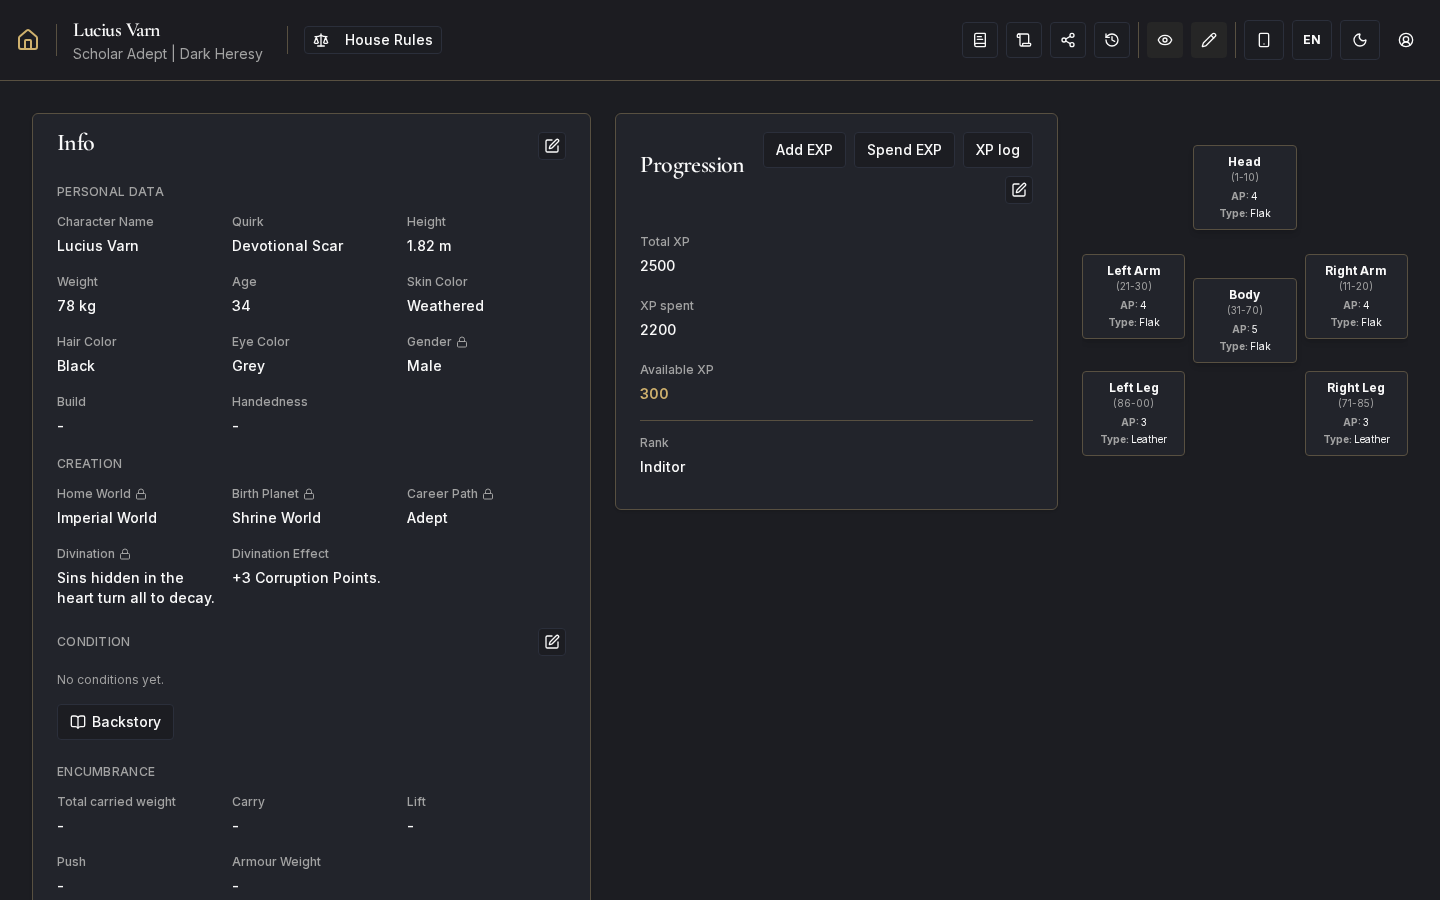 Lucius Varn
Scholar Adept | Dark Heresy
House Rules
EN
Info
PERSONAL DATA
Character Name
Lucius Varn
Quirk
Devotional Scar
Height
1.82 m
Weight
78 kg
Age
34
Skin Color
Weathered
Hair Color
Black
Eye Color
Grey
Gender
Male
Build
-
Handedness
-
CREATION
Home World
Imperial World
Birth Planet
Shrine World
Career Path
Adept
Divination
Sins hidden in the
heart turn all to decay.
Divination Effect
+3 Corruption Points.
CONDITION
No conditions yet.
Backstory
ENCUMBRANCE
Total carried weight
-
Carry
-
Lift
-
Push
-
Armour Weight
-
Progression
Add EXP
Spend EXP
XP log
Total XP
2500
XP spent
2200
Available XP
300
Rank
Inditor
Head
(1-10)
AP: 4
Type: Flak
Left Arm
(21-30)
AP: 4
Type: Flak
Body
(31-70)
AP: 5
Type: Flak
Right Arm
(11-20)
AP: 4
Type: Flak
Left Leg
(86-00)
AP: 3
Type: Leather
Right Leg
(71-85)
AP: 3
Type: Leather